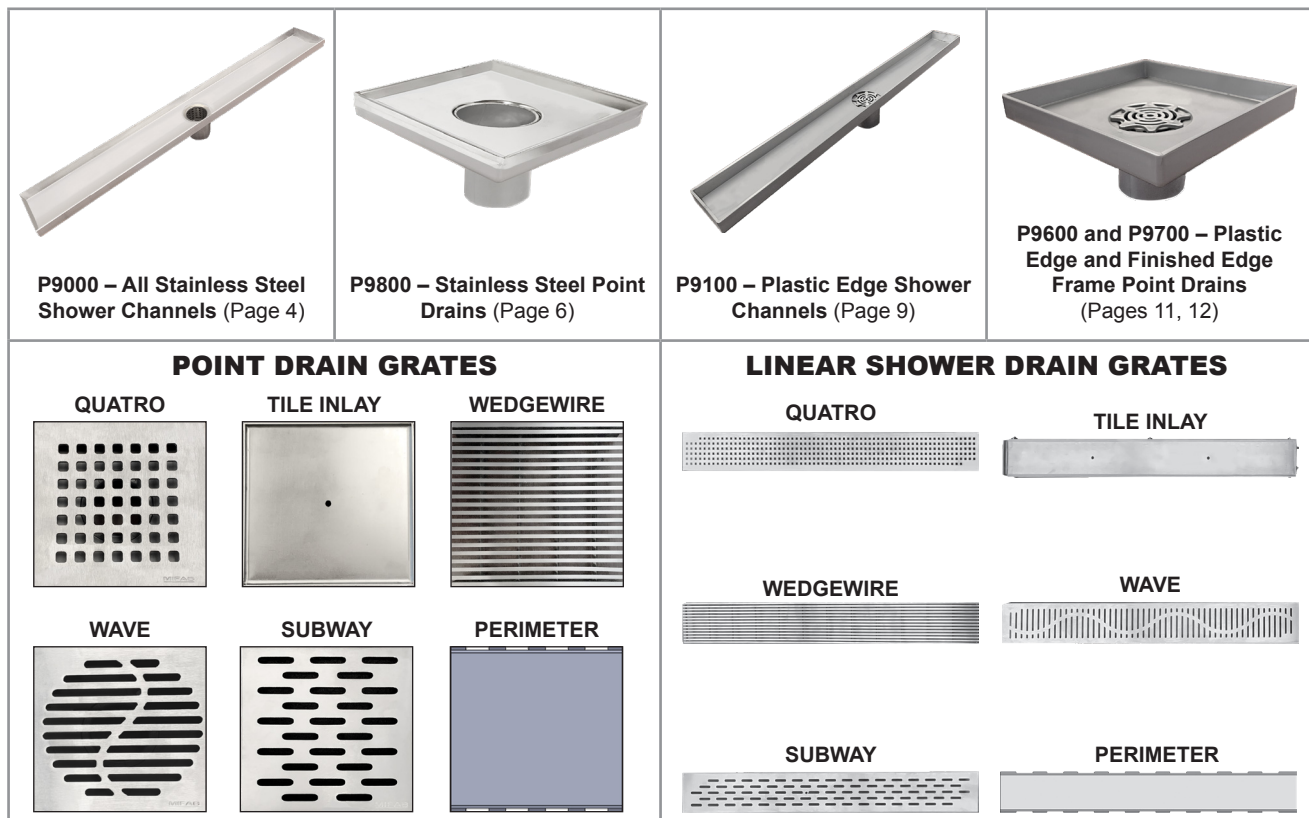 P9000 – All Stainless Steel
Shower Channels (Page 4)
P9800 – Stainless Steel Point
Drains (Page 6)
P9100 – Plastic Edge Shower
Channels (Page 9)
P9600 and P9700 – Plastic
Edge and Finished Edge
Frame Point Drains
(Pages 11, 12)
POINT DRAIN GRATES
QUATRO
TILE INLAY
WEDGEWIRE
MIFAB
WAVE
SUBWAY
PERIMETER
MIFAB
MIFAB
LINEAR SHOWER DRAIN GRATES
QUATRO
TILE INLAY
WEDGEWIRE
WAVE
SUBWAY
PERIMETER